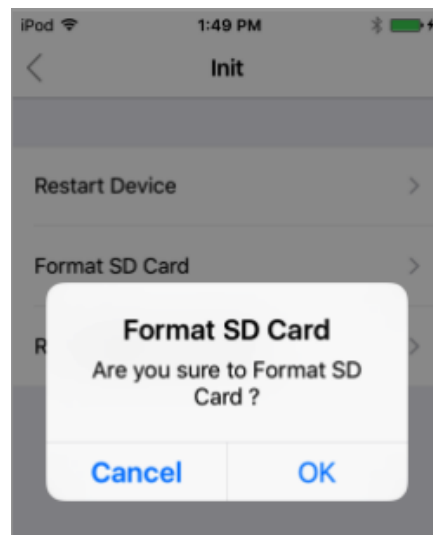 iPod 1:49 PM
Init
Restart Device
Format SD Card
R
Format SD Card
Are you sure to Format SD
Card ?
Cancel OK